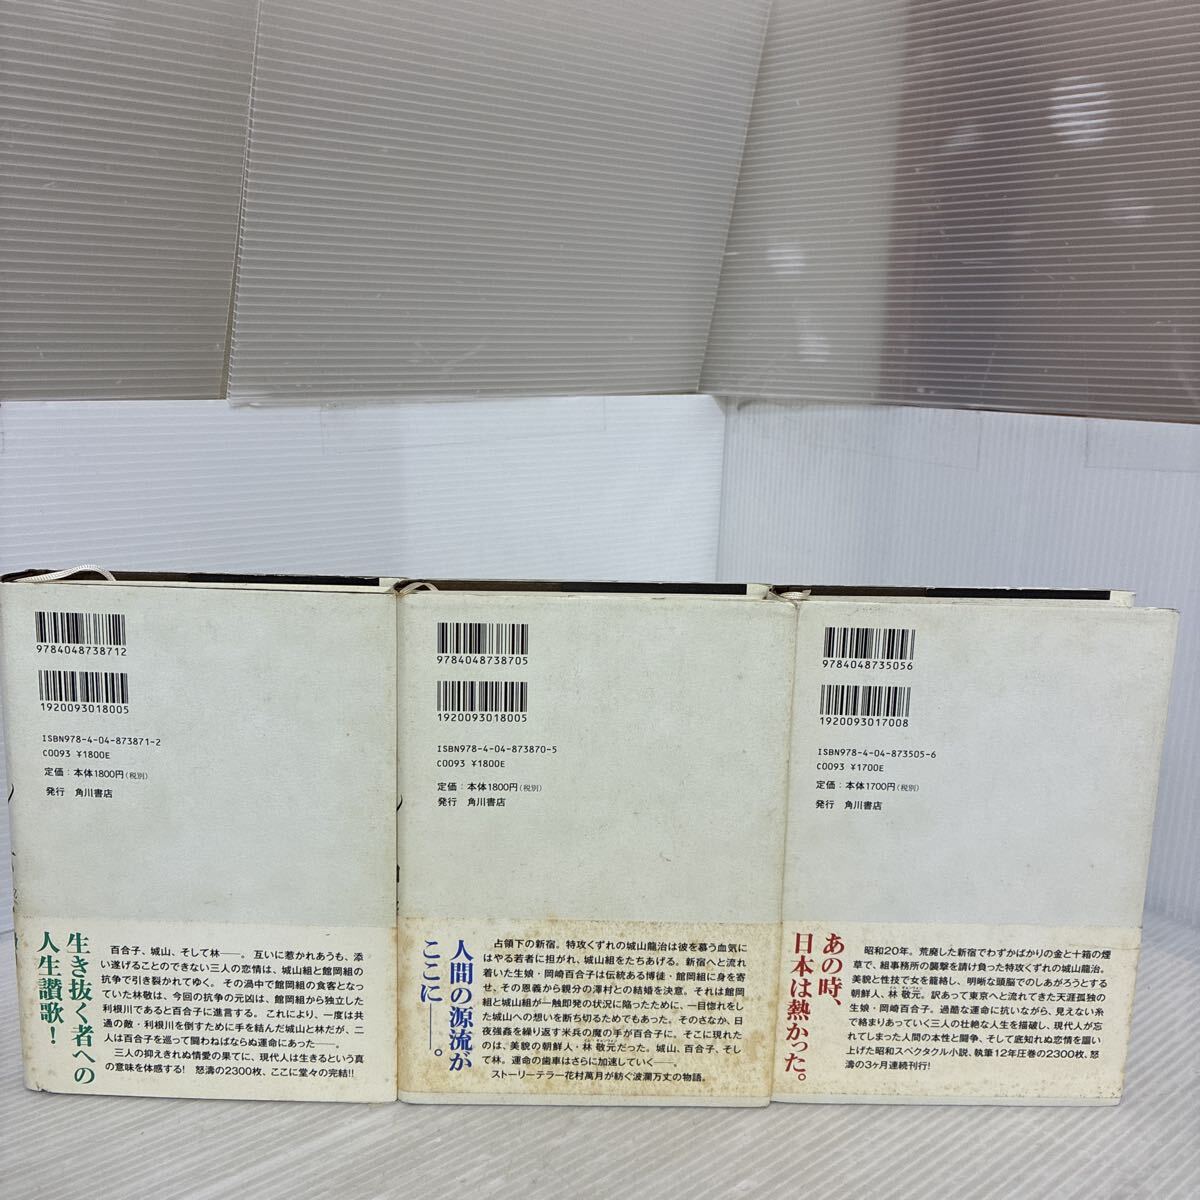 9784048738712
1920093018005
ISBN978-4-04-873871-2
C0093 ¥1800E
定価：本体1800円(税別)
発行 角川書店
生き抜く者への
人生讃歌！
百合子、城山、そして林──。互いに惹かれあうも、添
い遂げることのできない三人の恋情は、城山組と館岡組の
抗争で引き裂かれてゆく。その渦中で館岡組の食客となっ
ていた林敬は、今回の抗争の元凶は、館岡組から独立した
利根川であると百合子に進言する。これにより、一度は共
通の敵・利根川を倒すために手を結んだ城山と林だが、二
人は百合子を巡って闘わねばならぬ運命にあった──。
三人の抑えきれぬ情愛の果てに、現代人は生きるという真
の意味を体感する！ 怒濤の2300枚、ここに堂々の完結!!
9784048738705
1920093018005
ISBN978-4-04-873870-5
C0093 ¥1800E
定価：本体1800円(税別)
発行 角川書店
人間の源流が
ここに──。
占領下の新宿。特攻くずれの城山龍治は彼を慕う血気に
はやる若者に担がれ、城山組をたちあげる。新宿へと流れ
着いた生娘・岡崎百合子は伝統ある博徒・館岡組に身を寄
せ、その恩義から親分の澤村との結婚を決意。それは館岡
組と城山組が一触即発の状況に陥ったために、一目惚れをし
た城山への想いを断ち切るためでもあった。そのさなか、日
夜強姦を繰り返す米兵の魔の手が百合子に。そこに現れた
のは、美貌の朝鮮人・林 敬元だった。城山、百合子、そし
て林。運命の歯車はさらに加速していく──。
ストーリーテラー花村萬月が紡ぐ波瀾万丈の物語。
9784048735056
1920093017008
ISBN978-4-04-873505-6
C0093 ¥1700E
定価：本体1700円(税別)
発行 角川書店
あの時、
日本は熱かった。
昭和20年。荒廃した新宿でわずかばかりの金と十箱の煙
草で、組事務所の襲撃を請け負った特攻くずれの城山龍治。
美貌と性技で女を籠絡し、明晰な頭脳でのしあがろうとする
朝鮮人、林 敬元。訳あって東京へと流れてきた天涯孤独の
生娘・岡崎百合子。過酷な運命に抗いながら、見えない糸
で絡まりあっていく三人の壮絶な人生を描破し、現代人が忘
れてしまった人間の本性と闘争、そして底知れぬ恋情を謳い
上げた昭和スペクタクル小説、執筆12年圧巻の2300枚、怒
濤の3ヶ月連続刊行!